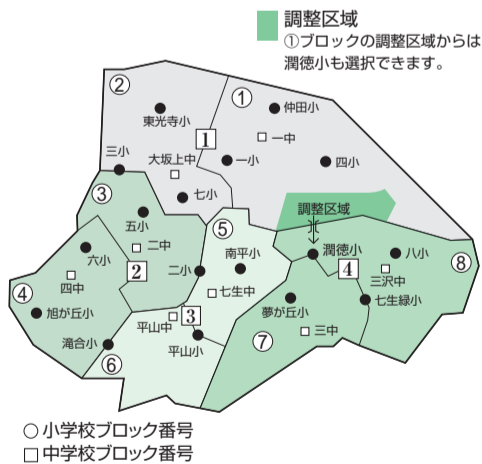 調整区域
①ブロックの調整区域からは
潤徳小も選択できます。
②
①
東光寺小
仲田小
1
一中
三小
大坂上中
一小
四小
七小
③
⑤
調整区域
五小
二中
南平小
潤徳小
八小
⑧
六小
2
二小
4
三沢中
四中
七生中
④
夢が丘小
七生緑小
旭が丘小
平山中
3
三中
滝合小
平山小
⑦
⑥
○小学校ブロック番号
□中学校ブロック番号